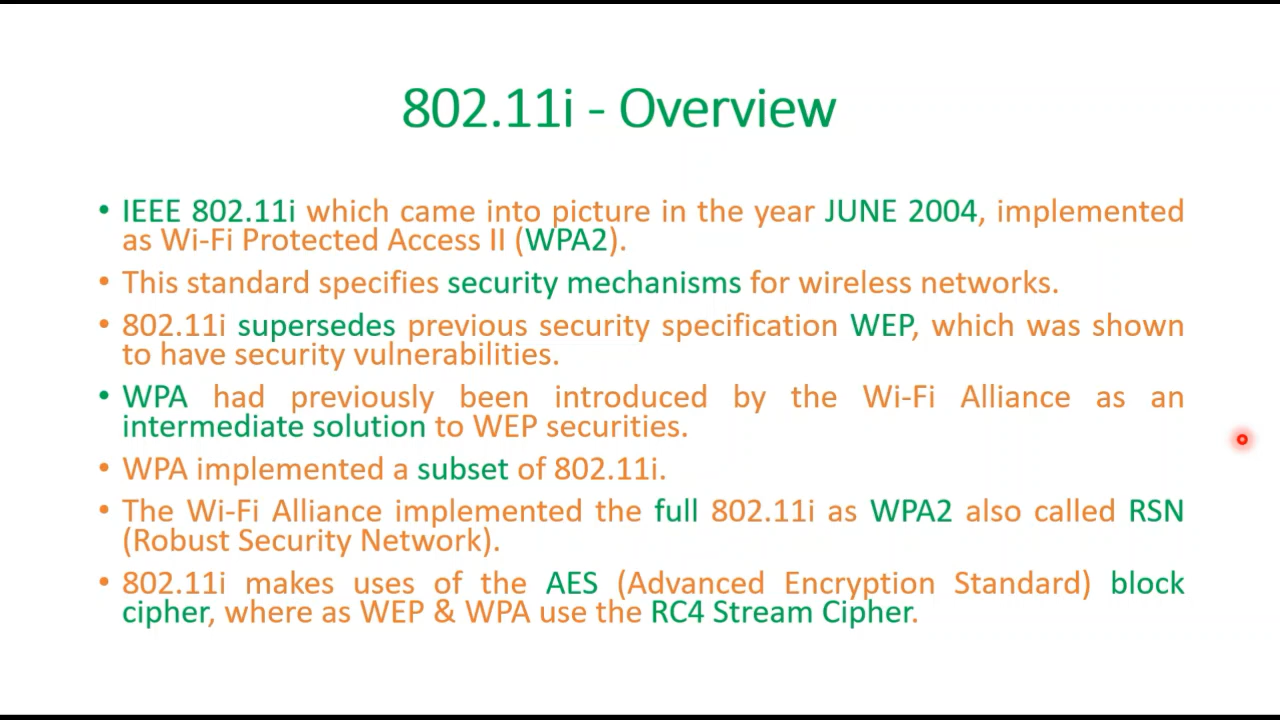 802.11i - Overview
• IEEE 802.11i which came into picture in the year JUNE 2004, implemented
as Wi-Fi Protected Access II (WPA2).
• This standard specifies security mechanisms for wireless networks.
• 802.11i supersedes previous security specification WEP, which was shown
to have security vulnerabilities.
• WPA had previously been introduced by the Wi-Fi Alliance as an
intermediate solution to WEP securities.
• WPA implemented a subset of 802.11i.
• The Wi-Fi Alliance implemented the full 802.11i as WPA2 also called RSN
(Robust Security Network).
• 802.11i makes uses of the AES (Advanced Encryption Standard) block
cipher, where as WEP & WPA use the RC4 Stream Cipher.